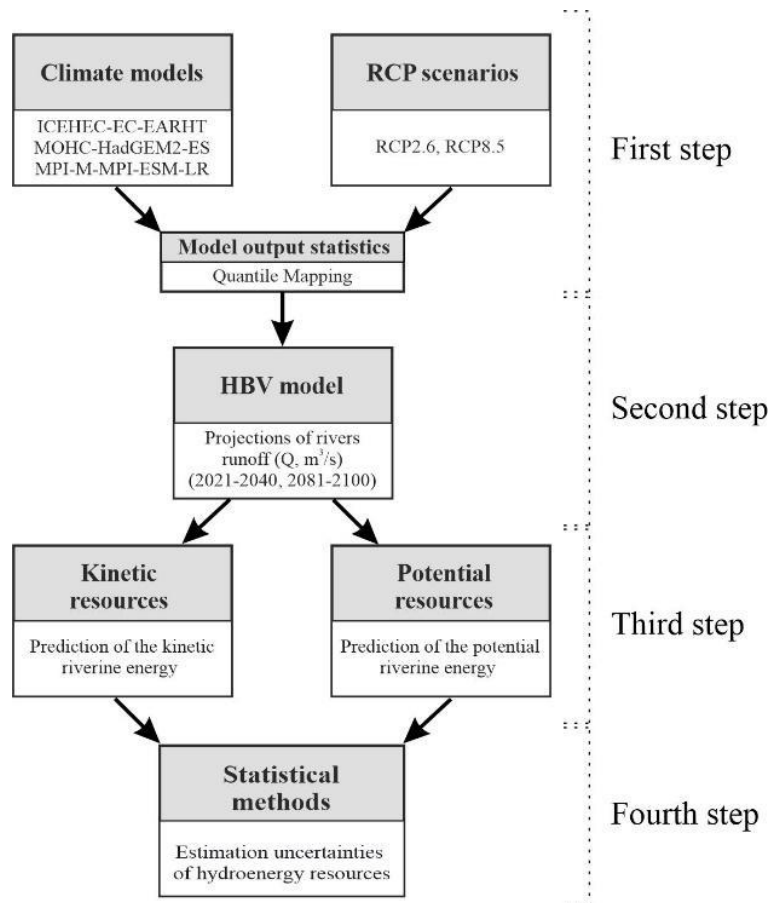 Climate models
ICEHEC-EC-EARHT
MOHC-HadGEM2-ES
MPI-M-MPI-ESM-LR
RCP scenarios
RCP2.6, RCP8.5
First step
Model output statistics
Quantile Mapping
HBV model
Projections of rivers
runoff (Q, m³/s)
(2021-2040, 2081-2100)
Second step
Kinetic
resources
Prediction of the kinetic
riverine energy
Potential
resources
Prediction of the potential
riverine energy
Third step
Statistical
methods
Estimation uncertainties
of hydroenergy resources
Fourth step